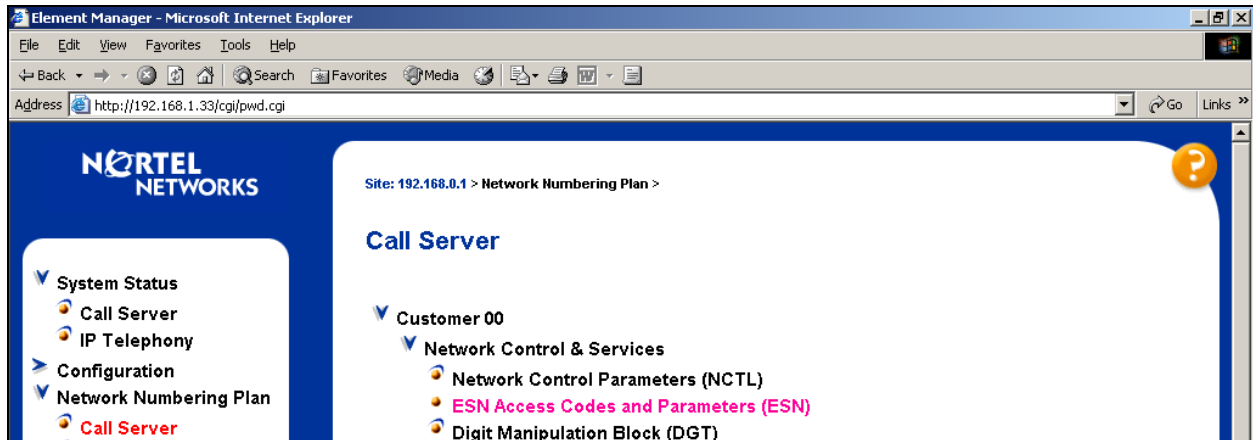 Element Manager - Microsoft Internet Explorer
File Edit View Favorites Tools Help
Back Search Favorites Media
Address http://192.168.1.33/cgi/pwd.cgi Go Links »
NORTEL
NETWORKS
Site: 192.168.0.1 > Network Numbering Plan >
?
Call Server
System Status
Call Server
IP Telephony
Configuration
Network Numbering Plan
Call Server
Customer 00
Network Control & Services
Network Control Parameters (NCTL)
ESN Access Codes and Parameters (ESN)
Digit Manipulation Block (DGT)